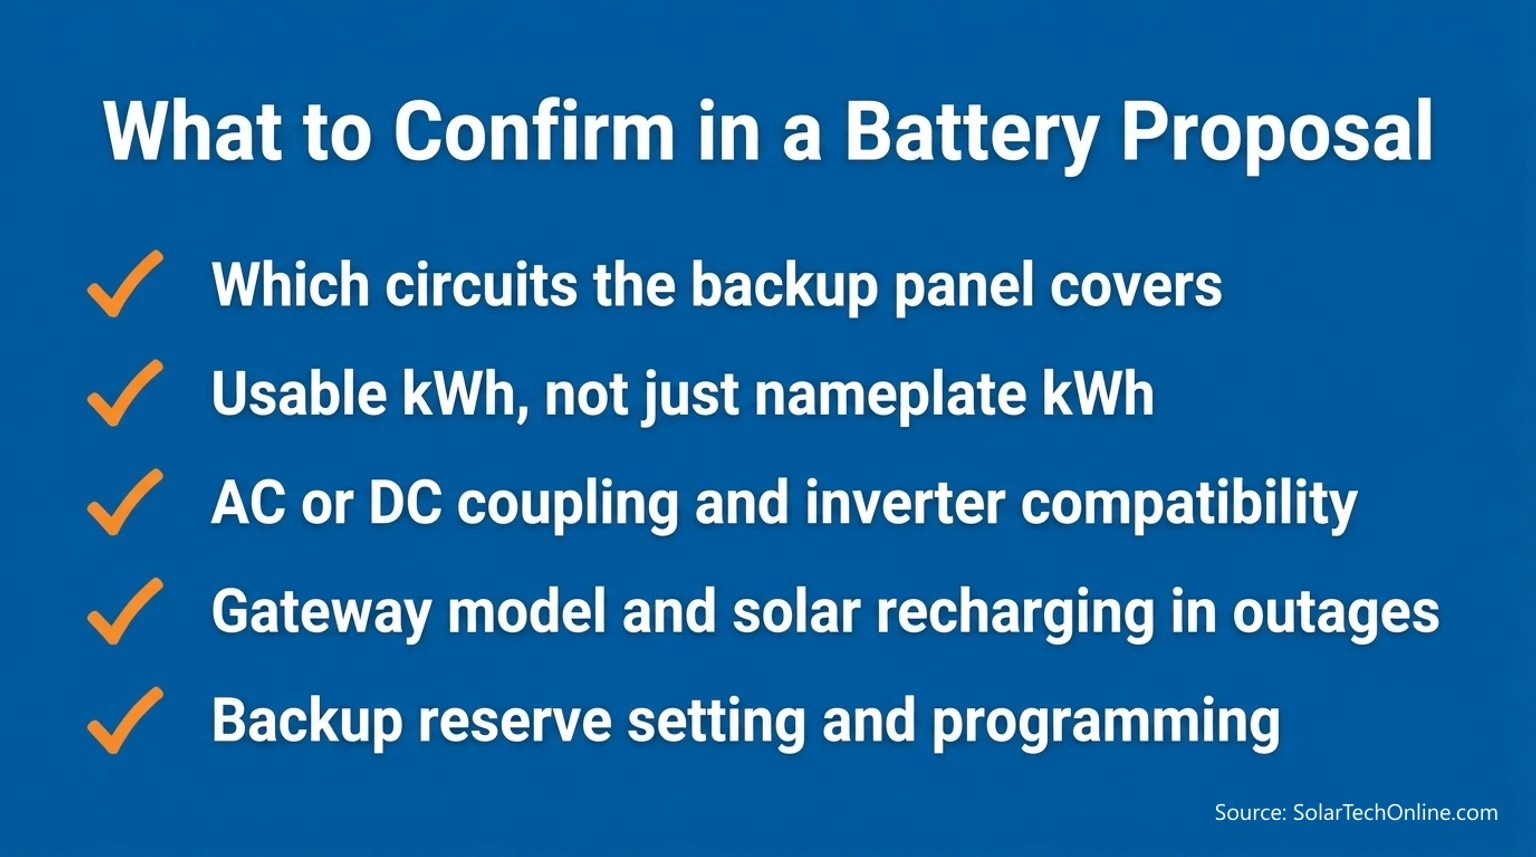 What to Confirm in a Battery Proposal
Which circuits the backup panel covers
Usable kWh, not just nameplate kWh
AC or DC coupling and inverter compatibility
Gateway model and solar recharging in outages
Backup reserve setting and programming
Source: SolarTechOnline.com